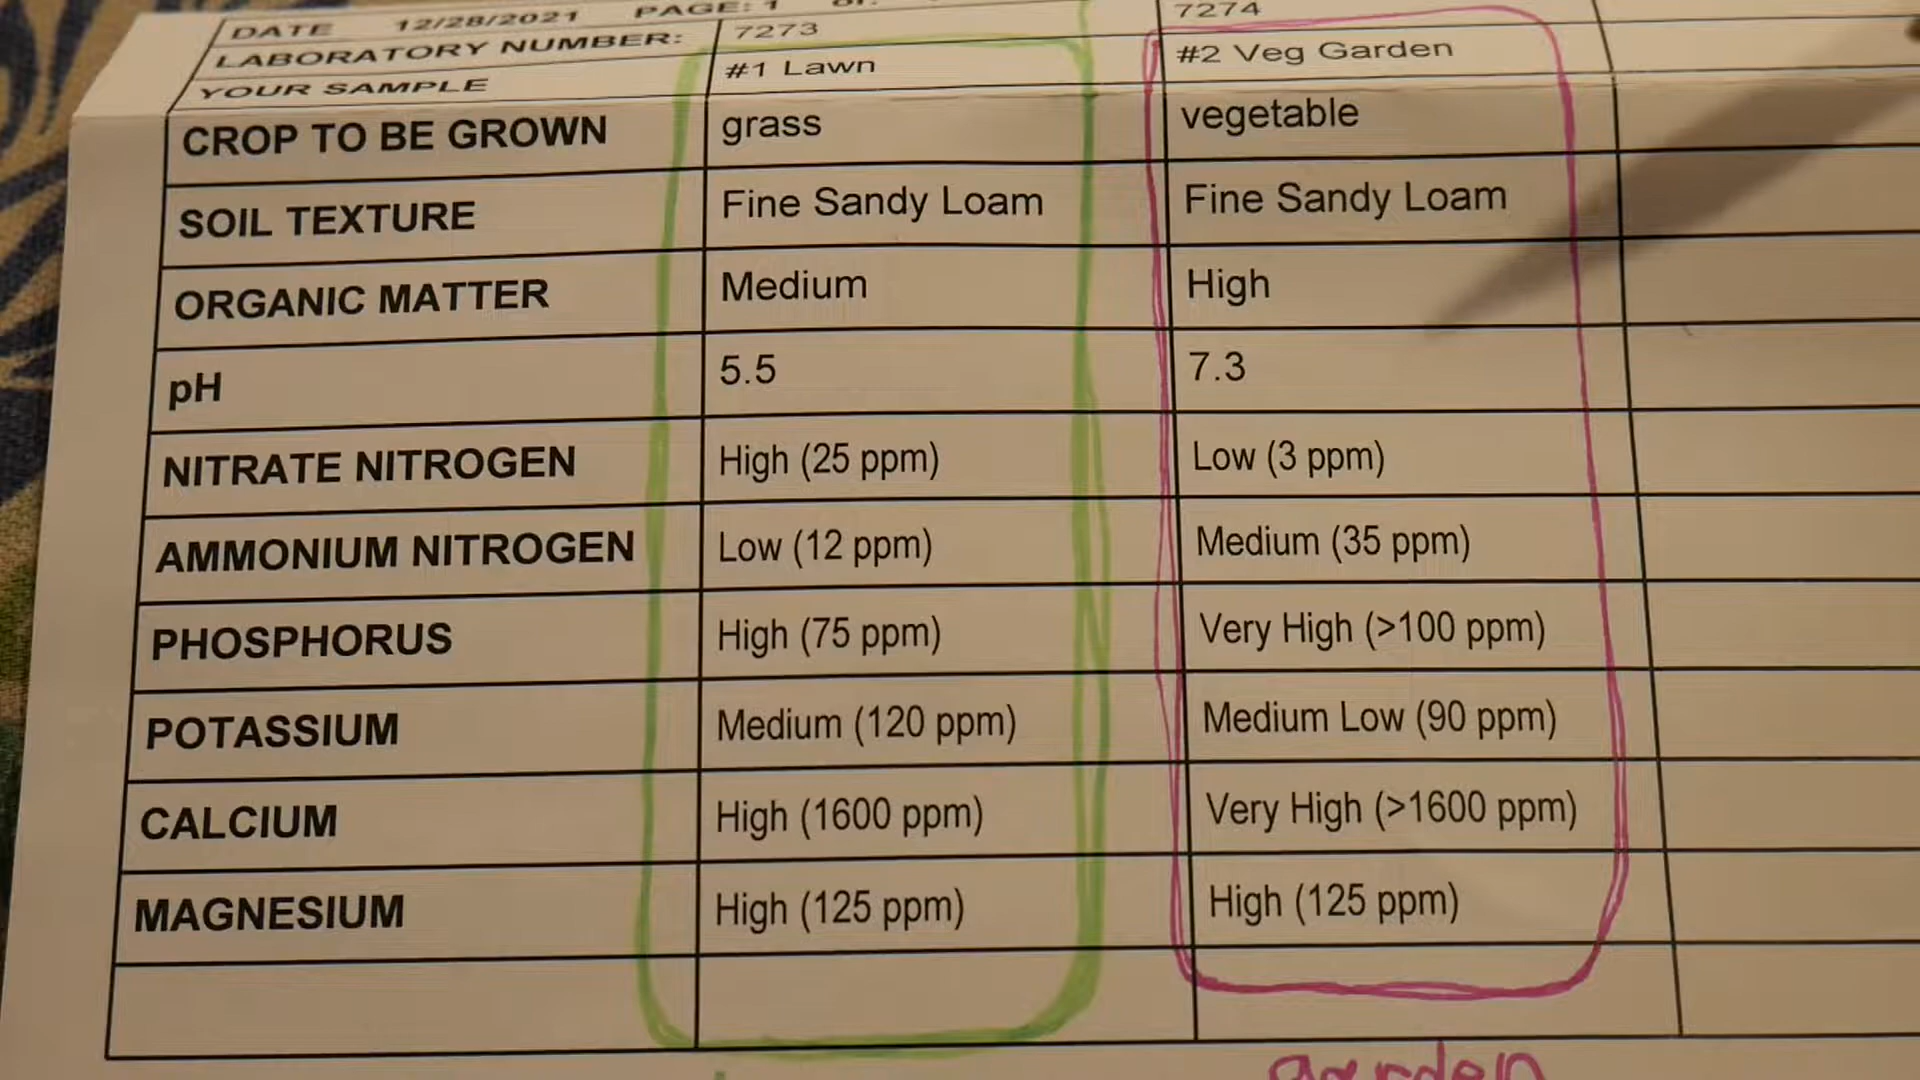 DATE 12/28/2021 PAGE: 1
LABORATORY NUMBER: 7273 7274
YOUR SAMPLE #1 Lawn #2 Veg Garden
CROP TO BE GROWN grass vegetable
SOIL TEXTURE Fine Sandy Loam Fine Sandy Loam
ORGANIC MATTER Medium High
pH 5.5 7.3
NITRATE NITROGEN High (25 ppm) Low (3 ppm)
AMMONIUM NITROGEN Low (12 ppm) Medium (35 ppm)
PHOSPHORUS High (75 ppm) Very High (>100 ppm)
POTASSIUM Medium (120 ppm) Medium Low (90 ppm)
CALCIUM High (1600 ppm) Very High (>1600 ppm)
MAGNESIUM High (125 ppm) High (125 ppm)
garden